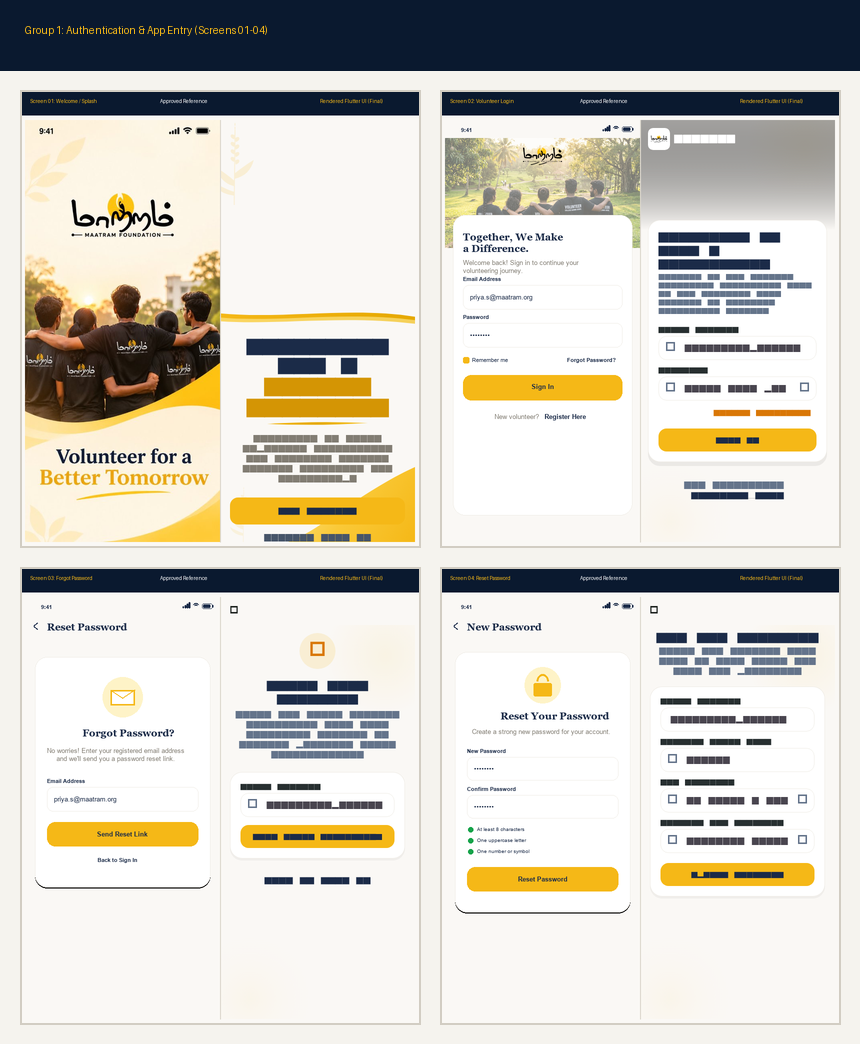 Group 1: Authentication & App Entry (Screens 01-04)
Screen 01: Welcome / Splash
Approved Reference
Rendered Flutter UI (Final)
9:41
மாற்றம்
MAATRAM FOUNDATION
மாற்றம்
மாற்றம்
மாற்றம்
மாற்றம்
Volunteer for a
Better Tomorrow
Screen 02: Volunteer Login
Approved Reference
Rendered Flutter UI (Final)
9:41
மாற்றம்
Together, We Make
a Difference.
Welcome back! Sign in to continue your
volunteering journey.
Email Address
priya.s@maatram.org
Password
••••••••
Remember me
Forgot Password?
Sign In
New volunteer? Register Here
Screen 03: Forgot Password
Approved Reference
Rendered Flutter UI (Final)
9:41
Reset Password
Forgot Password?
No worries! Enter your registered email address
and we'll send you a password reset link.
Email Address
priya.s@maatram.org
Send Reset Link
Back to Sign In
Screen 04: Reset Password
Approved Reference
Rendered Flutter UI (Final)
9:41
New Password
Reset Your Password
Create a strong new password for your account.
New Password
••••••••
Confirm Password
••••••••
At least 8 characters
One uppercase letter
One number or symbol
Reset Password